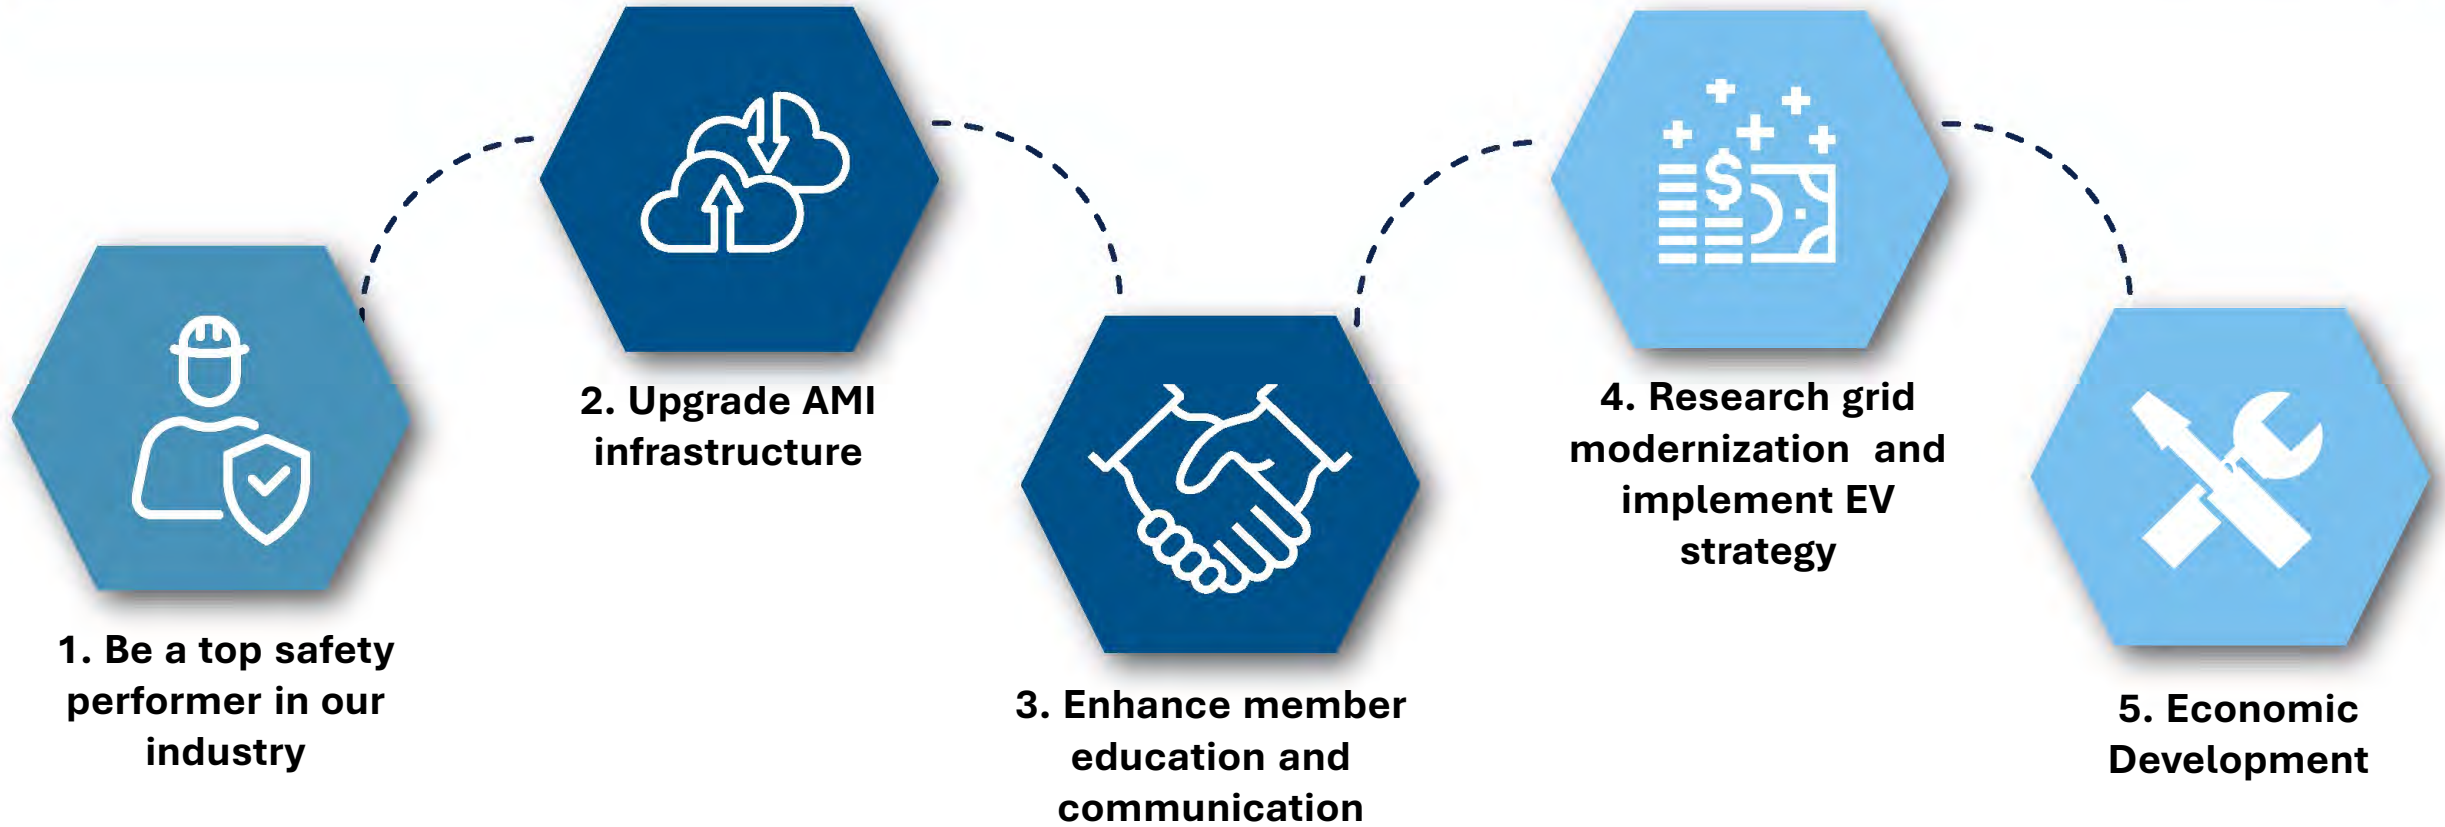 1. Be a top safety
performer in our
industry
2. Upgrade AMI
infrastructure
3. Enhance member
education and
communication
4. Research grid
modernization  and
implement EV
strategy
5. Economic
Development